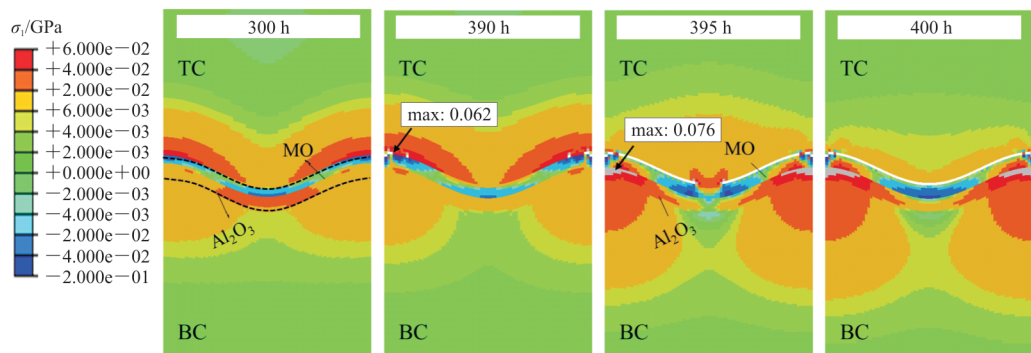 σ₁/GPa
+6.000e−02
+4.000e−02
+2.000e−02
+6.000e−03
+4.000e−03
+2.000e−03
+0.000e+00
−2.000e−03
−4.000e−03
−2.000e−02
−4.000e−02
−2.000e−01
300 h
TC
MO
Al₂O₃
BC
390 h
TC
max: 0.062
BC
395 h
TC
max: 0.076
MO
Al₂O₃
BC
400 h
TC
BC